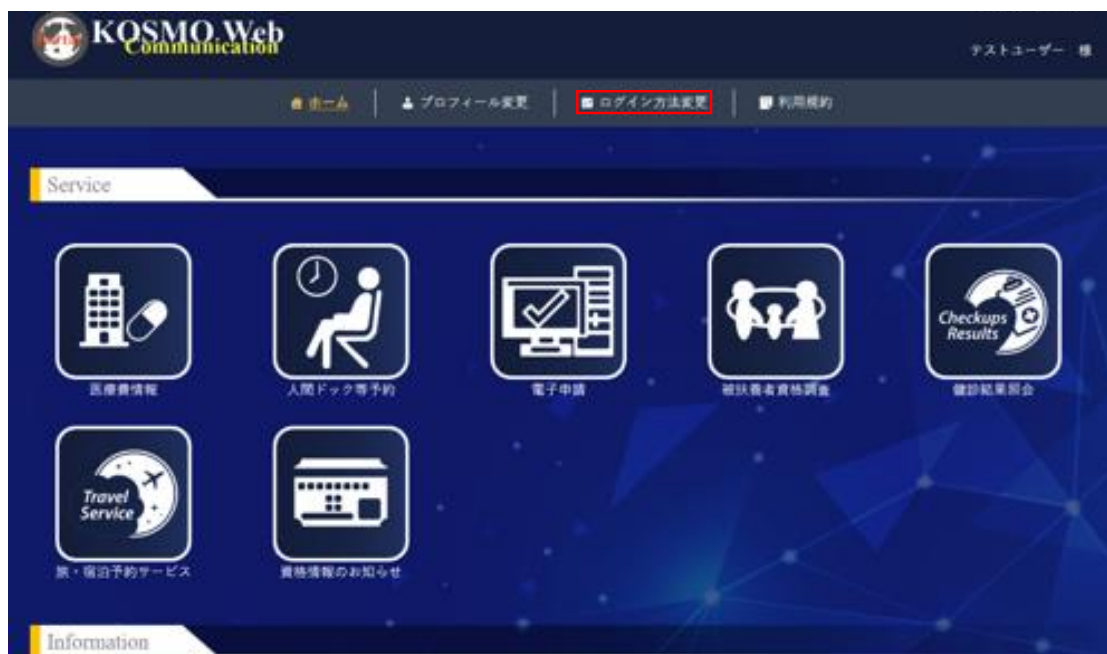 Portal
KOSMO Web
Communication
テストユーザー 様
ホーム
プロフィール変更
ログイン方法変更
利用規約
Service
Checkups
Results
医療費情報
人間ドック等予約
電子申請
被扶養者資格調査
健診結果照会
Travel
Service
旅・宿泊予約サービス
資格情報のお知らせ
Information